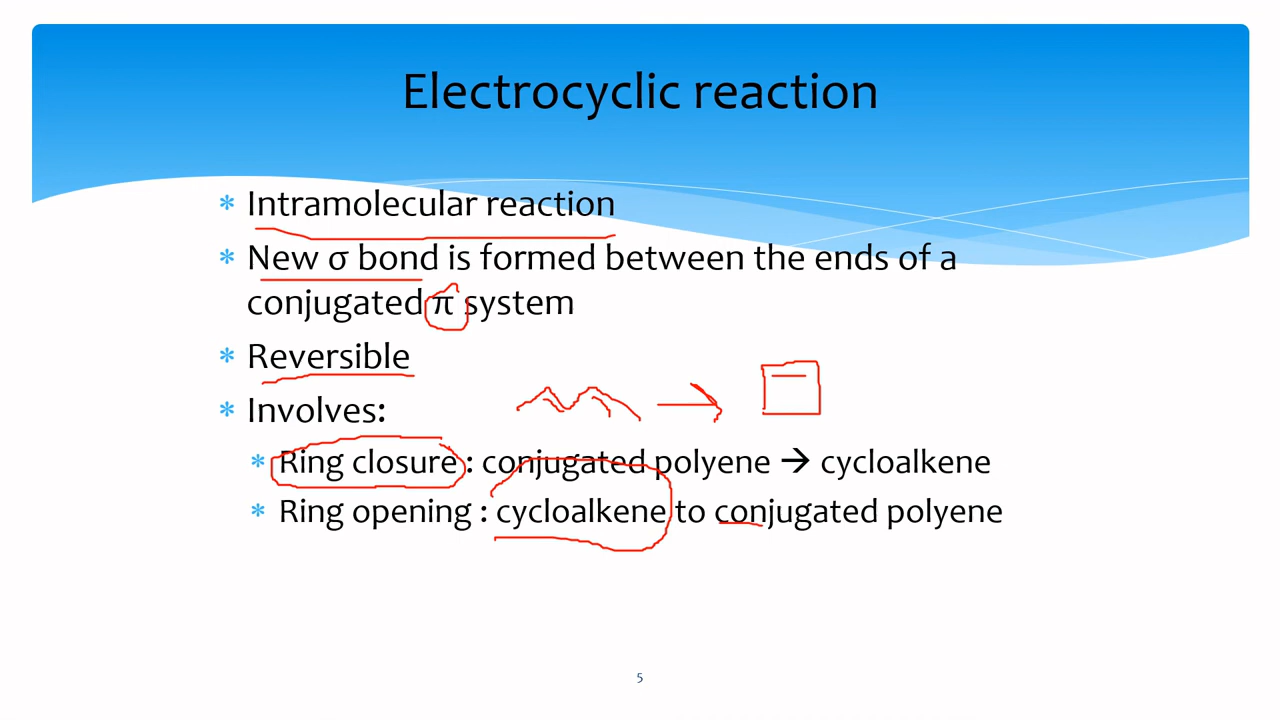 Electrocyclic reaction
* Intramolecular reaction
* New σ bond is formed between the ends of a
conjugated π system
* Reversible
* Involves:
* Ring closure : conjugated polyene → cycloalkene
* Ring opening : cycloalkene to conjugated polyene
5